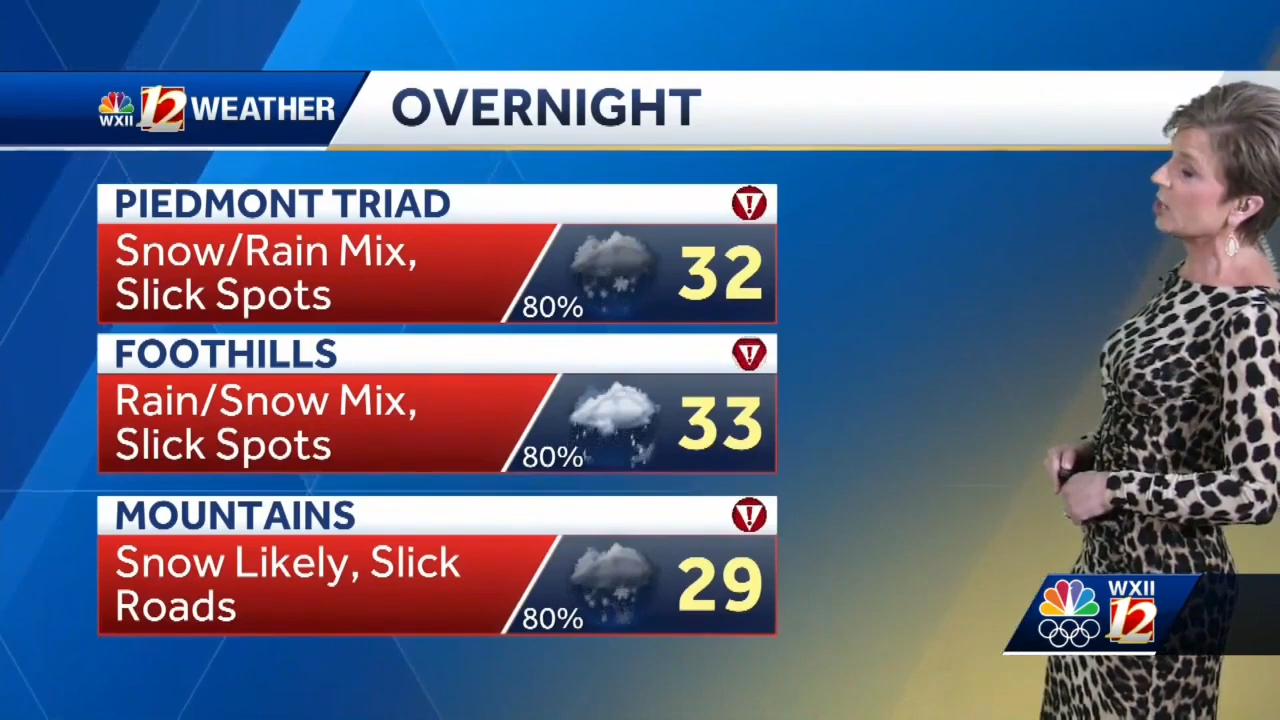 WXII 12 WEATHER
OVERNIGHT
PIEDMONT TRIAD
Snow/Rain Mix,
Slick Spots
80%
32
FOOTHILLS
Rain/Snow Mix,
Slick Spots
80%
33
MOUNTAINS
Snow Likely, Slick
Roads
80%
29
WXII
12